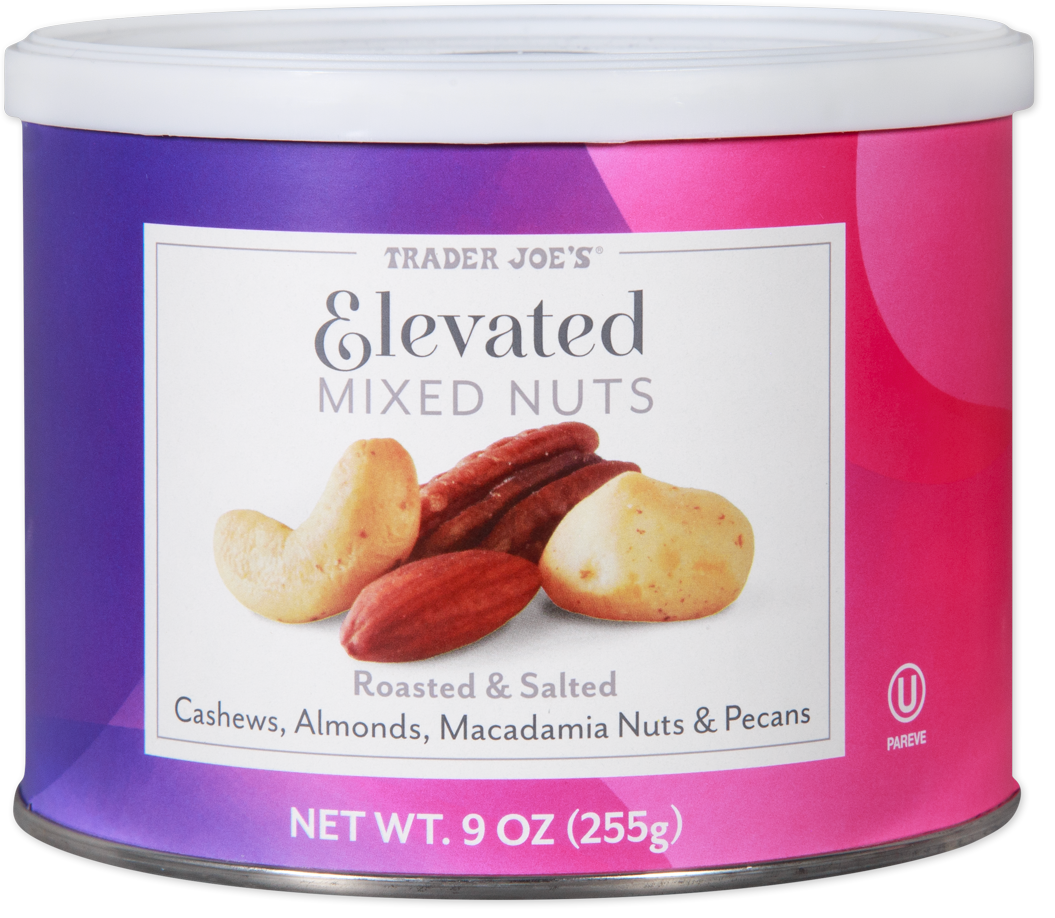 TRADER JOE'S®
Elevated
MIXED NUTS
Roasted & Salted
Cashews, Almonds, Macadamia Nuts & Pecans
U
PAREVE
NET WT. 9 OZ (255g)